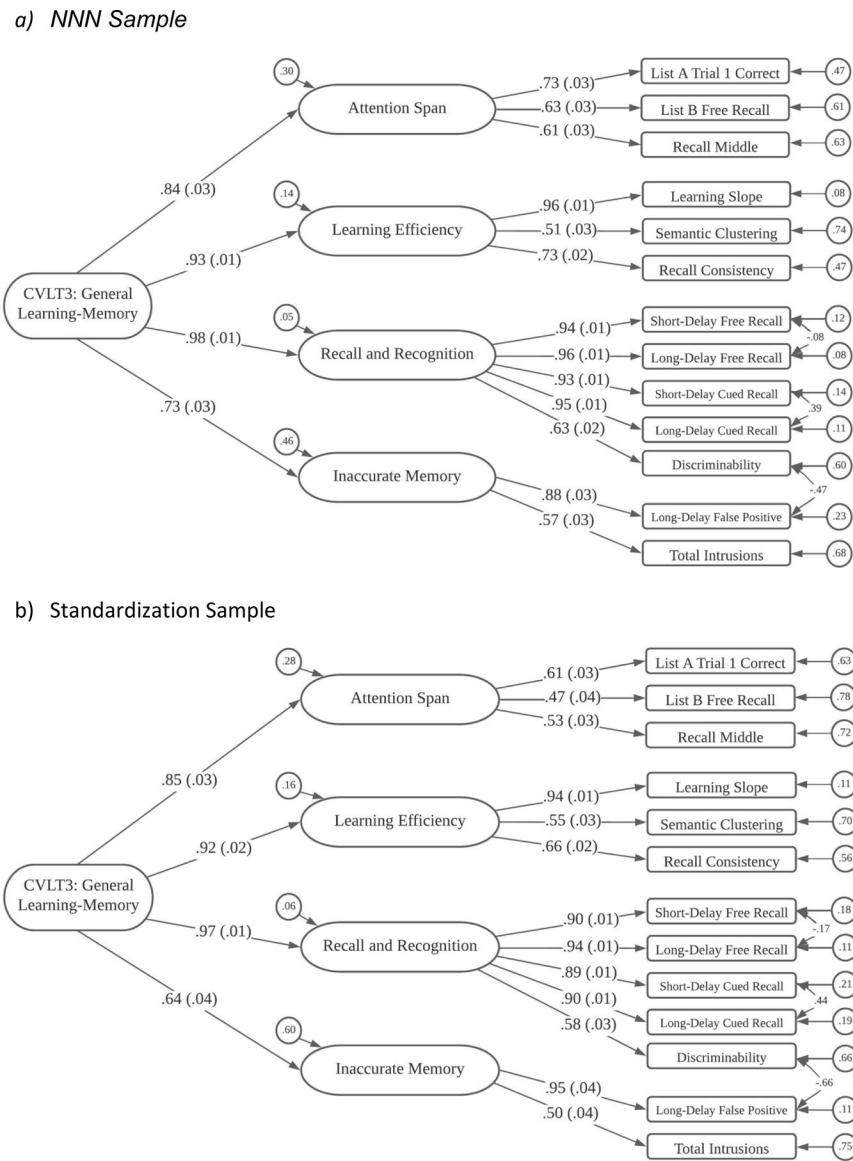 a) NNN Sample
.30
.73 (.03)
List A Trial 1 Correct
.47
Attention Span
.63 (.03)
List B Free Recall
.61
.61 (.03)
Recall Middle
.63
.84 (.03)
.14
.96 (.01)
Learning Slope
.08
Learning Efficiency
.51 (.03)
Semantic Clustering
.74
.93 (.01)
.73 (.02)
Recall Consistency
.47
CVLT3: General
Learning-Memory
.05
.94 (.01)
Short-Delay Free Recall
.12
-.08
.98 (.01)
Recall and Recognition
.96 (.01)
Long-Delay Free Recall
.08
.93 (.01)
Short-Delay Cued Recall
.14
.39
.95 (.01)
Long-Delay Cued Recall
.11
.73 (.03)
.63 (.02)
.46
Discriminability
.60
-.47
Inaccurate Memory
.88 (.03)
Long-Delay False Positive
.23
.57 (.03)
Total Intrusions
.68
b) Standardization Sample
.28
.61 (.03)
List A Trial 1 Correct
.63
Attention Span
.47 (.04)
List B Free Recall
.78
.53 (.03)
Recall Middle
.72
.85 (.03)
.16
.94 (.01)
Learning Slope
.11
Learning Efficiency
.55 (.03)
Semantic Clustering
.70
.92 (.02)
.66 (.02)
Recall Consistency
.56
CVLT3: General
Learning-Memory
.06
.90 (.01)
Short-Delay Free Recall
.18
-.17
.97 (.01)
Recall and Recognition
.94 (.01)
Long-Delay Free Recall
.11
.89 (.01)
Short-Delay Cued Recall
.21
.44
.90 (.01)
Long-Delay Cued Recall
.19
.64 (.04)
.58 (.03)
.60
Discriminability
.66
-.66
Inaccurate Memory
.95 (.04)
Long-Delay False Positive
.11
.50 (.04)
Total Intrusions
.75